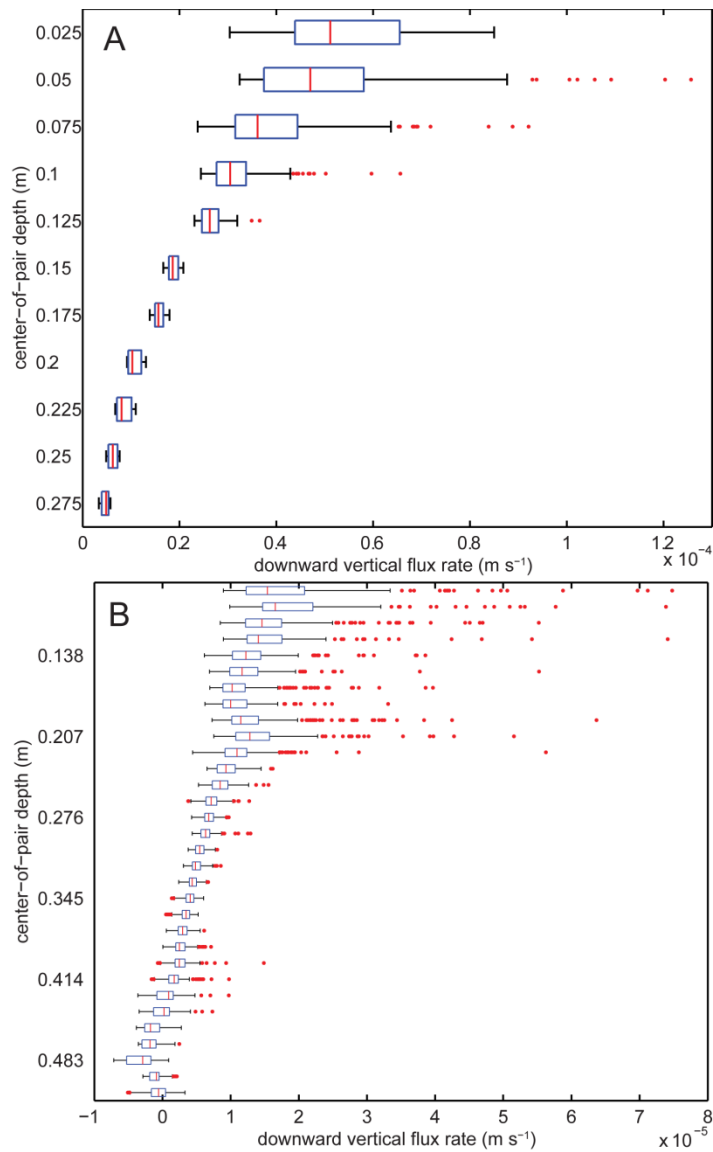 A
0.025
0.05
0.075
0.1
0.125
0.15
0.175
0.2
0.225
0.25
0.275
center−of−pair depth (m)
0 0.2 0.4 0.6 0.8 1 1.2
x 10⁻⁴
downward vertical flux rate (m s⁻¹)
B
0.138
0.207
0.276
0.345
0.414
0.483
center−of−pair depth (m)
−1 0 1 2 3 4 5 6 7 8
x 10⁻⁵
downward vertical flux rate (m s⁻¹)